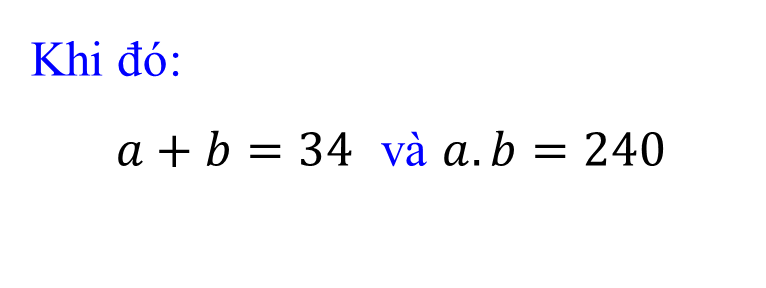 Khi đó:
𝑎 + 𝑏 = 34 và 𝑎. 𝑏 = 240